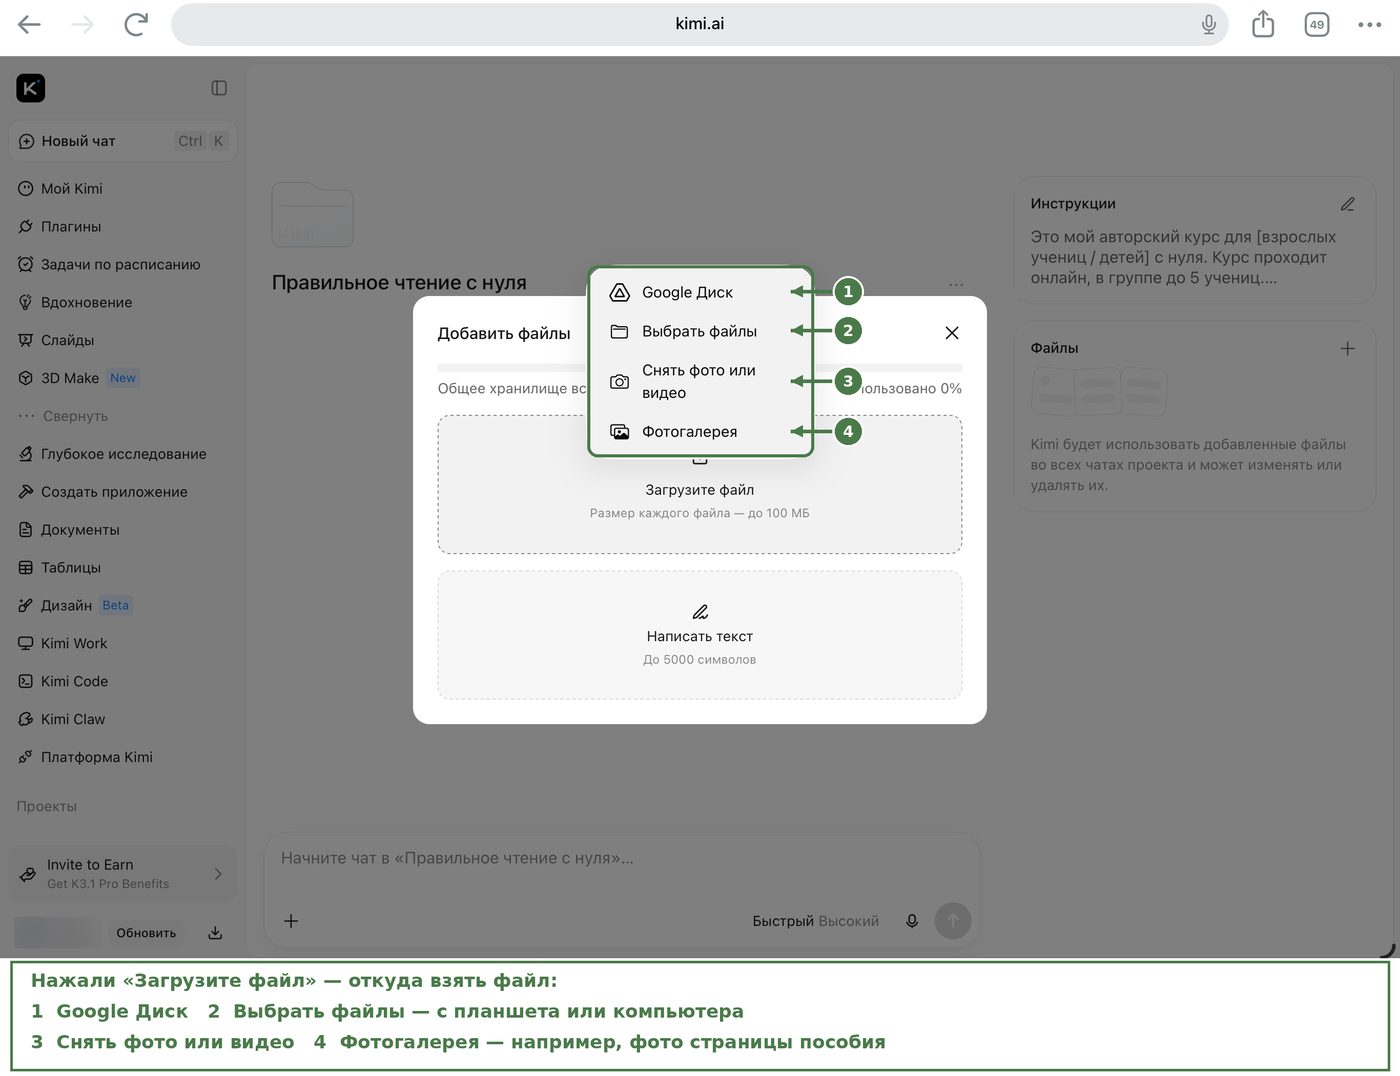 kimi.ai
49
K
Новый чат
Ctrl K
Мой Kimi
Плагины
Задачи по расписанию
Вдохновение
Слайды
3D Make New
Свернуть
Глубокое исследование
Создать приложение
Документы
Таблицы
Дизайн Beta
Kimi Work
Kimi Code
Kimi Claw
Платформа Kimi
Проекты
Invite to Earn
Get K3.1 Pro Benefits
Обновить
KIMI
Правильное чтение с нуля
Добавить файлы
Общее хранилище вс
ользовано 0%
Google Диск
1
Выбрать файлы
2
Снять фото или
видео
3
Фотогалерея
4
Загрузите файл
Размер каждого файла — до 100 МБ
Написать текст
До 5000 символов
Начните чат в «Правильное чтение с нуля»...
Быстрый Высокий
Инструкции
Это мой авторский курс для [взрослых
учениц / детей] с нуля. Курс проходит
онлайн, в группе до 5 учениц....
Файлы
Kimi будет использовать добавленные файлы
во всех чатах проекта и может изменять или
удалять их.
Нажали «Загрузите файл» — откуда взять файл:
1 Google Диск 2 Выбрать файлы — с планшета или компьютера
3 Снять фото или видео 4 Фотогалерея — например, фото страницы пособия